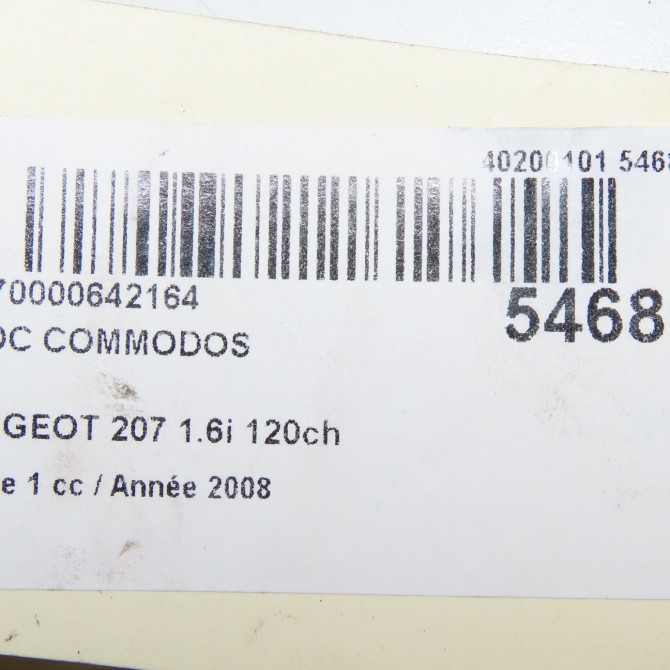 40200101 5468
70000642164
5468
OC COMMODOS
GEOT 207 1.6i 120ch
e 1 cc / Année 2008